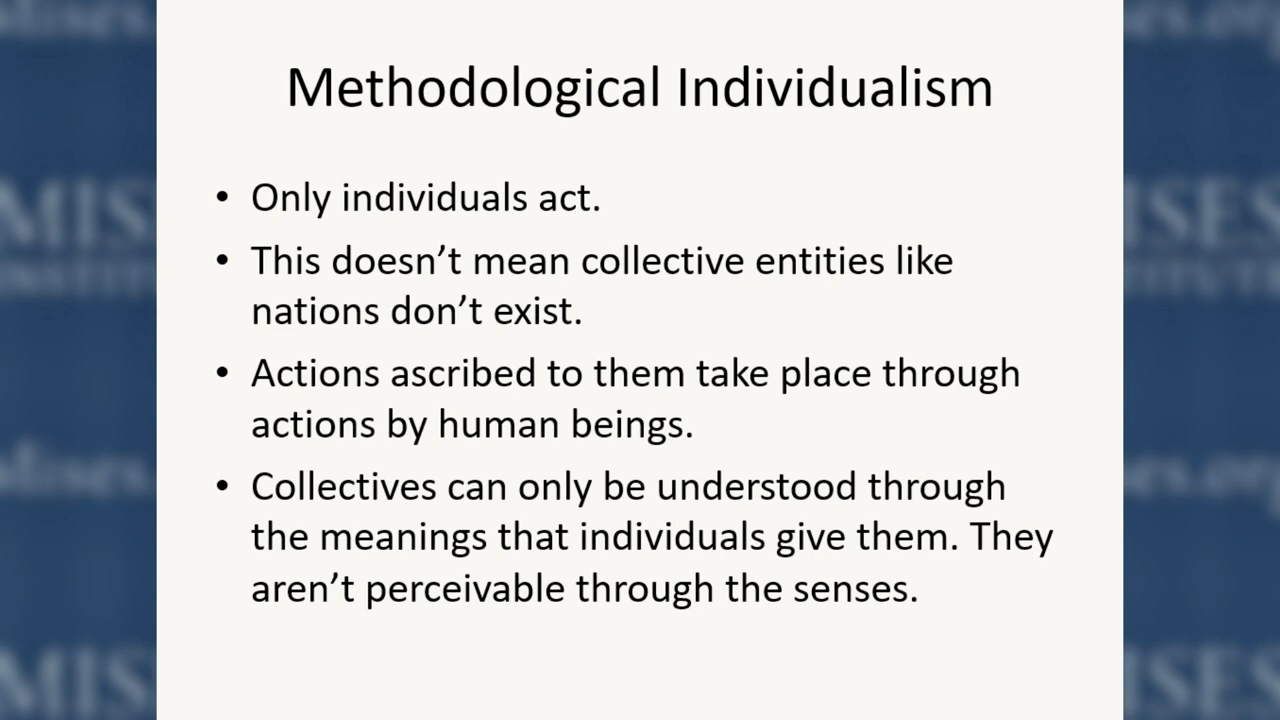 Methodological Individualism
• Only individuals act.
• This doesn’t mean collective entities like
nations don’t exist.
• Actions ascribed to them take place through
actions by human beings.
• Collectives can only be understood through
the meanings that individuals give them. They
aren’t perceivable through the senses.